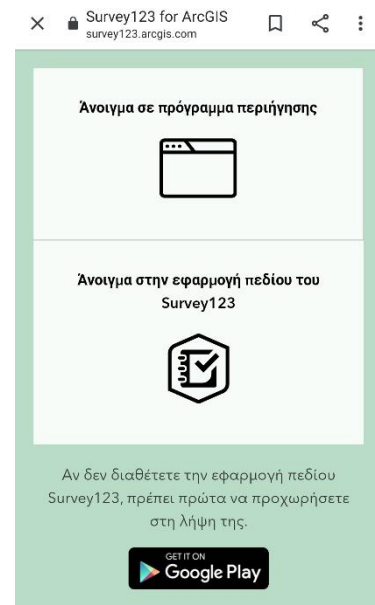 Survey123 for ArcGIS
survey123.arcgis.com
Άνοιγμα σε πρόγραμμα περιήγησης
Άνοιγμα στην εφαρμογή πεδίου του
Survey123
Αν δεν διαθέτετε την εφαρμογή πεδίου
Survey123, πρέπει πρώτα να προχωρήσετε
στη λήψη της.
GET IT ON
Google Play